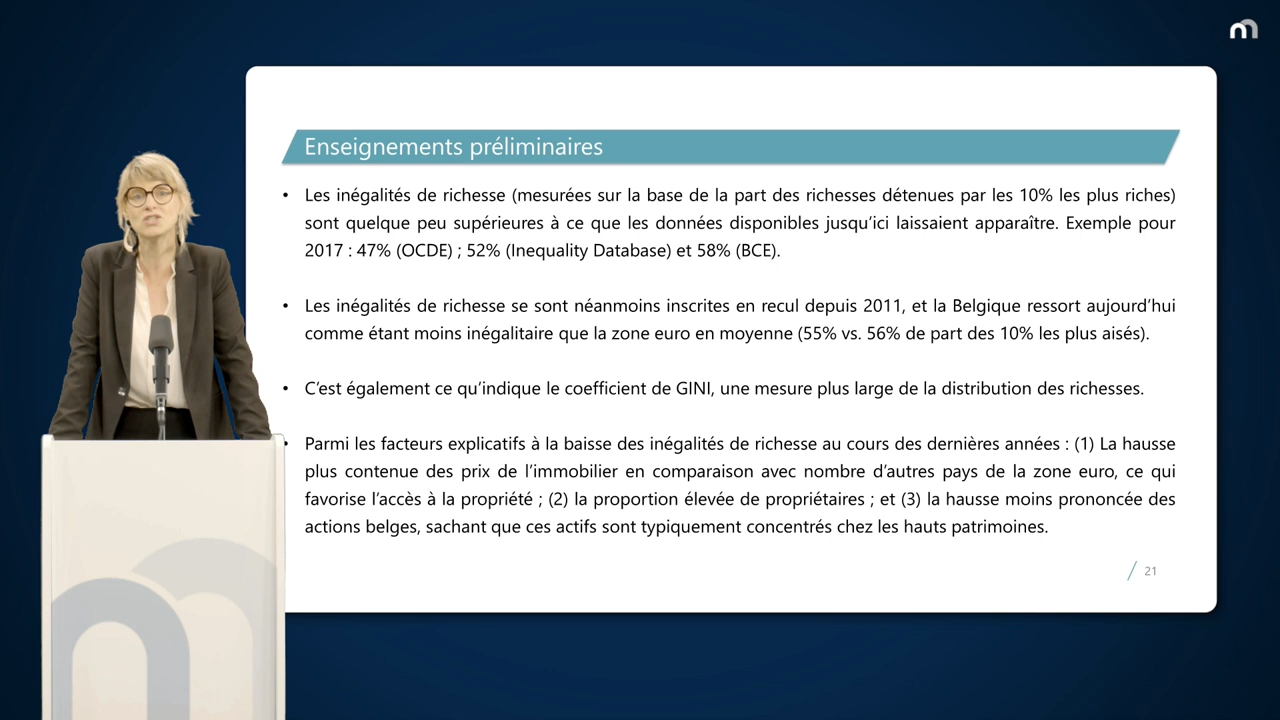 Enseignements préliminaires
• Les inégalités de richesse (mesurées sur la base de la part des richesses détenues par les 10% les plus riches)
sont quelque peu supérieures à ce que les données disponibles jusqu’ici laissaient apparaître. Exemple pour
2017 : 47% (OCDE) ; 52% (Inequality Database) et 58% (BCE).
• Les inégalités de richesse se sont néanmoins inscrites en recul depuis 2011, et la Belgique ressort aujourd’hui
comme étant moins inégalitaire que la zone euro en moyenne (55% vs. 56% de part des 10% les plus aisés).
• C’est également ce qu’indique le coefficient de GINI, une mesure plus large de la distribution des richesses.
• Parmi les facteurs explicatifs à la baisse des inégalités de richesse au cours des dernières années : (1) La hausse
plus contenue des prix de l’immobilier en comparaison avec nombre d’autres pays de la zone euro, ce qui
favorise l’accès à la propriété ; (2) la proportion élevée de propriétaires ; et (3) la hausse moins prononcée des
actions belges, sachant que ces actifs sont typiquement concentrés chez les hauts patrimoines.
21